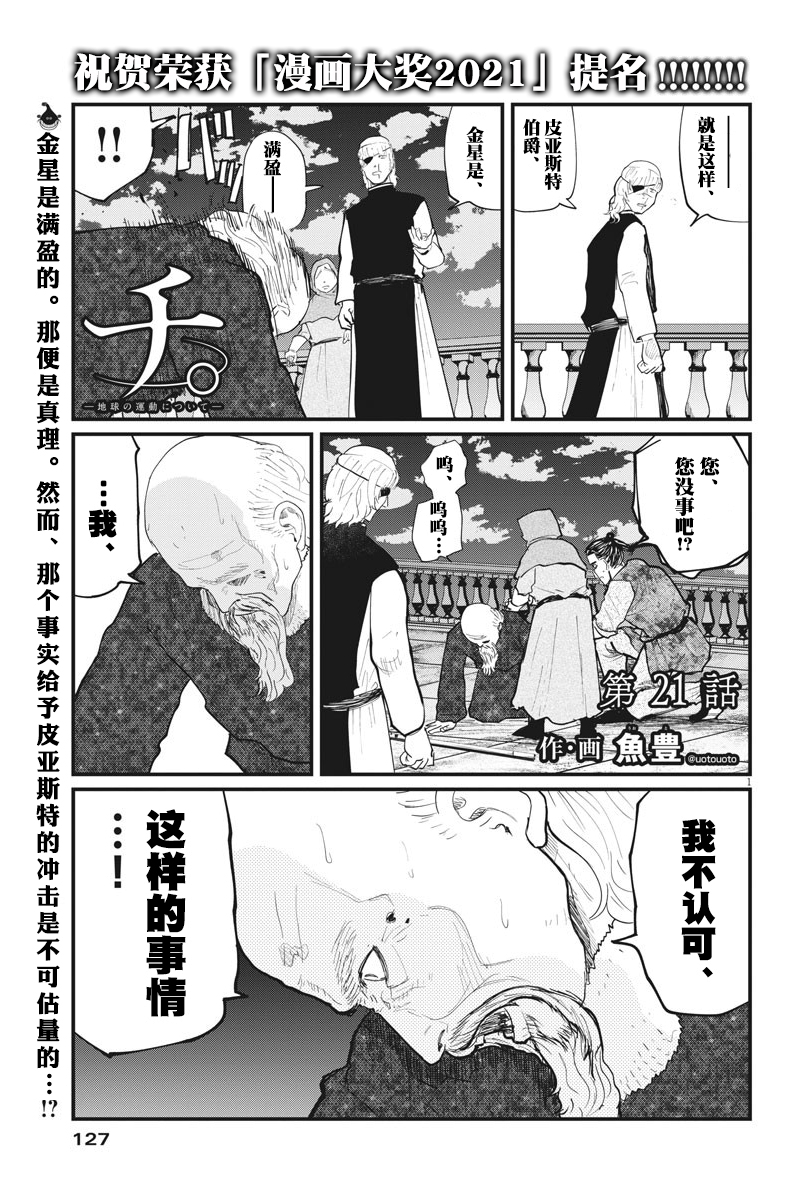 祝贺荣获「漫画大奖2021」提名!!!!!!!!
就是这样、
皮亚斯特
伯爵、
金星是、
满盈
!!
チ。
—地球の運動について—
您、
您没事吧!?
呜、
呜呜…
第21話
作・画 魚豊 @uotouoto
1
…我、
我不认可、
这样的事情
…!
金星是满盈的。那便是真理。然而、那个事实给予皮亚斯特的冲击是不可估量的…!?
127